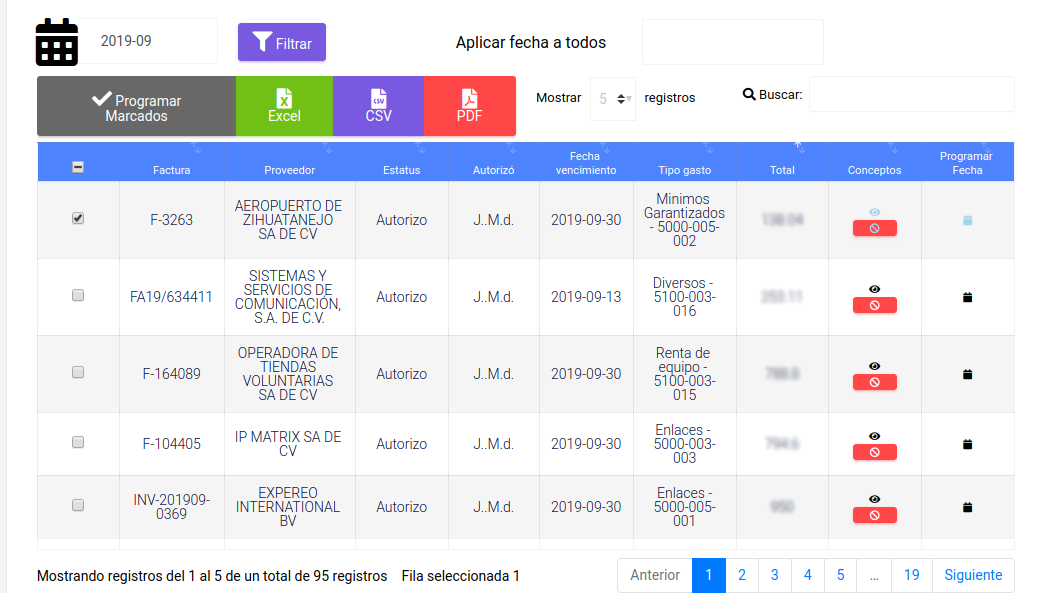 2019-09
Filtrar
Aplicar fecha a todos
Programar
Marcados
Excel
CSV
PDF
Mostrar 5 registros
Buscar:
Factura
Proveedor
Estatus
Autorizó
Fecha
vencimiento
Tipo gasto
Total
Conceptos
Programar
Fecha
F-3263
AEROPUERTO DE
ZIHUATANEJO
SA DE CV
Autorizo
J..M.d.
2019-09-30
Minimos
Garantizados
- 5000-005-
002
FA19/634411
SISTEMAS Y
SERVICIOS DE
COMUNICACIÓN,
S.A. DE C.V.
Autorizo
J..M.d.
2019-09-13
Diversos -
5100-003-
016
F-164089
OPERADORA DE
TIENDAS
VOLUNTARIAS
SA DE CV
Autorizo
J..M.d.
2019-09-30
Renta de
equipo -
5100-003-
015
F-104405
IP MATRIX SA DE
CV
Autorizo
J..M.d.
2019-09-30
Enlaces -
5000-003-
003
INV-201909-
0369
EXPEREO
INTERNATIONAL
BV
Autorizo
J..M.d.
2019-09-30
Enlaces -
5000-005-
001
Mostrando registros del 1 al 5 de un total de 95 registros Fila seleccionada 1
Anterior 1 2 3 4 5 ... 19 Siguiente